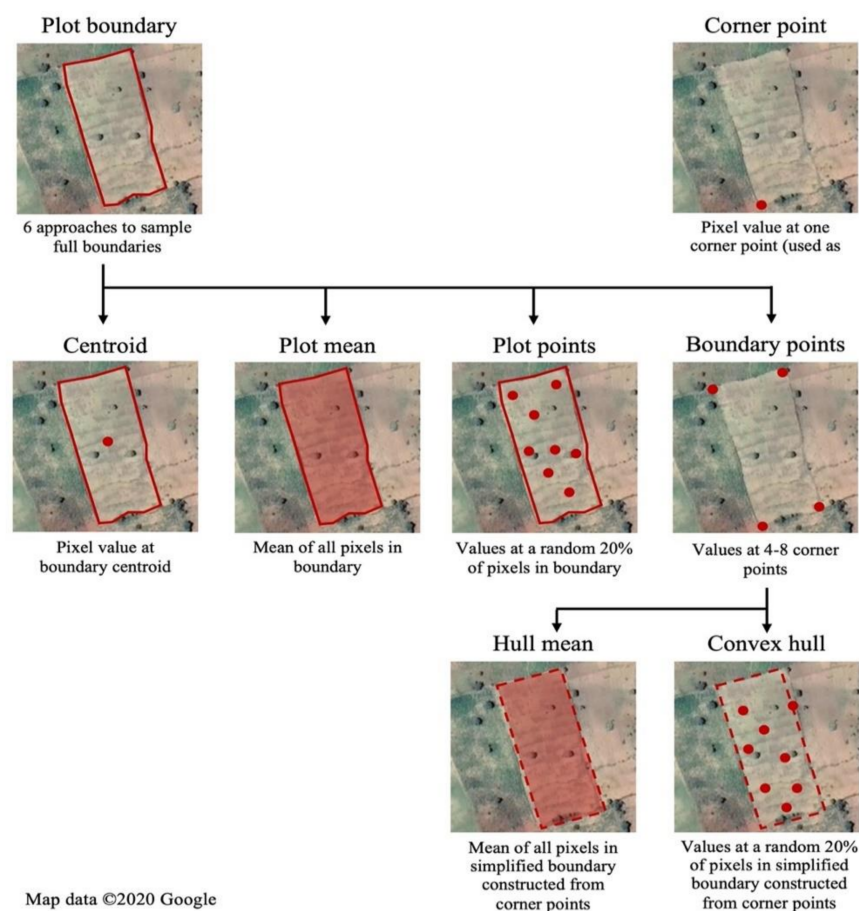 Plot boundary
Corner point
6 approaches to sample
full boundaries
Pixel value at one
corner point (used as
Centroid
Plot mean
Plot points
Boundary points
Pixel value at
boundary centroid
Mean of all pixels in
boundary
Values at a random 20%
of pixels in boundary
Values at 4-8 corner
points
Hull mean
Convex hull
Mean of all pixels in
simplified boundary
constructed from
corner points
Values at a random 20%
of pixels in simplified
boundary constructed
from corner points
Map data ©2020 Google